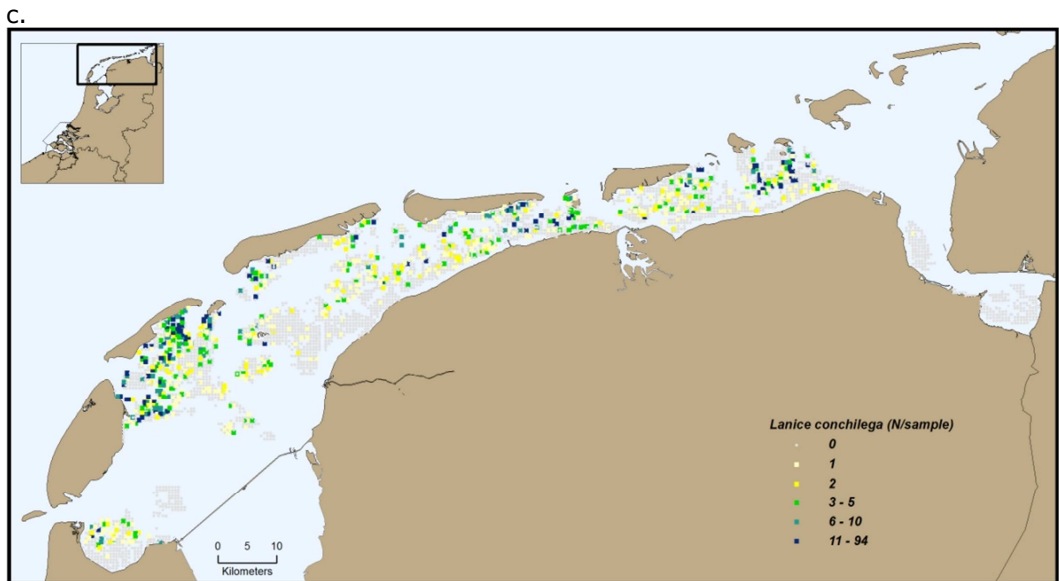 c.
Lanice conchilega (N/sample)
0
1
2
3 - 5
6 - 10
11 - 94
0 5 10
Kilometers